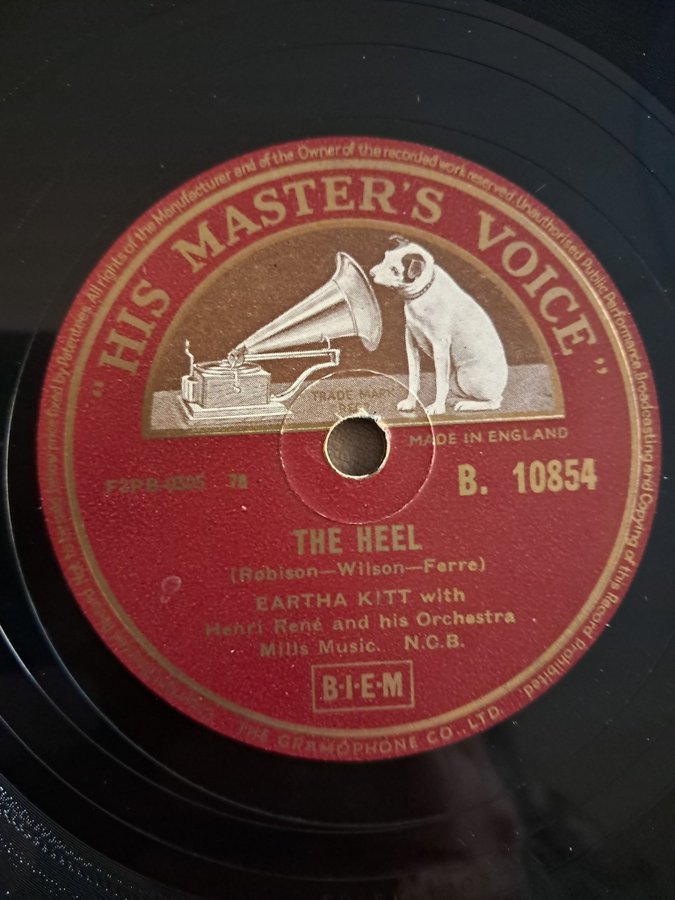 All rights of the Manufacturer and of the Owner of the recorded work reserved. Unauthorised Public Performance, Broadcasting and Copying of this Record Prohibited.
"HIS MASTER'S VOICE"
TRADE MARK
MADE IN ENGLAND
78
B. 10854
THE HEEL
(Robison—Wilson—Ferre)
EARTHA KITT with
Henri René and his Orchestra
Mills Music. N.C.B.
B·I·E·M
THE GRAMOPHONE CO., LTD.